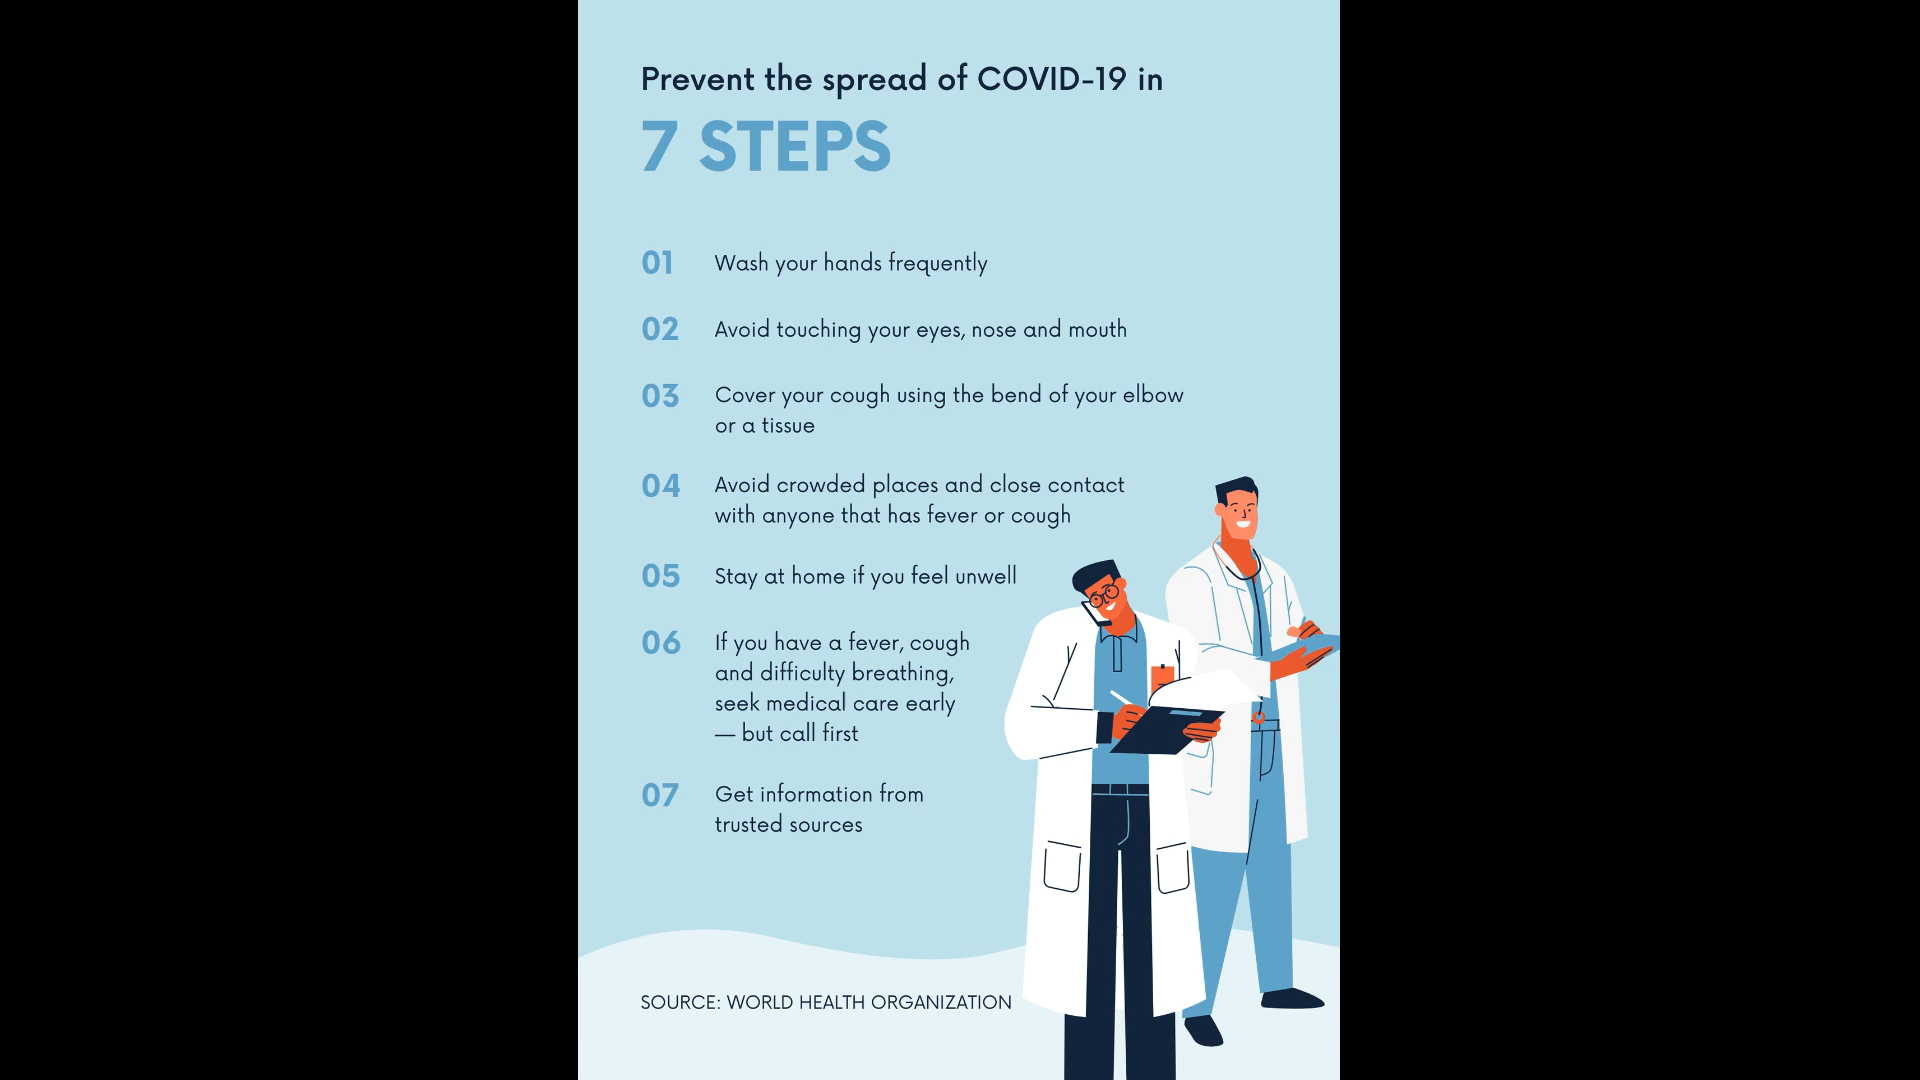 Prevent the spread of COVID-19 in
7 STEPS
01 Wash your hands frequently
02 Avoid touching your eyes, nose and mouth
03 Cover your cough using the bend of your elbow
or a tissue
04 Avoid crowded places and close contact
with anyone that has fever or cough
05 Stay at home if you feel unwell
06 If you have a fever, cough
and difficulty breathing,
seek medical care early
— but call first
07 Get information from
trusted sources
SOURCE: WORLD HEALTH ORGANIZATION